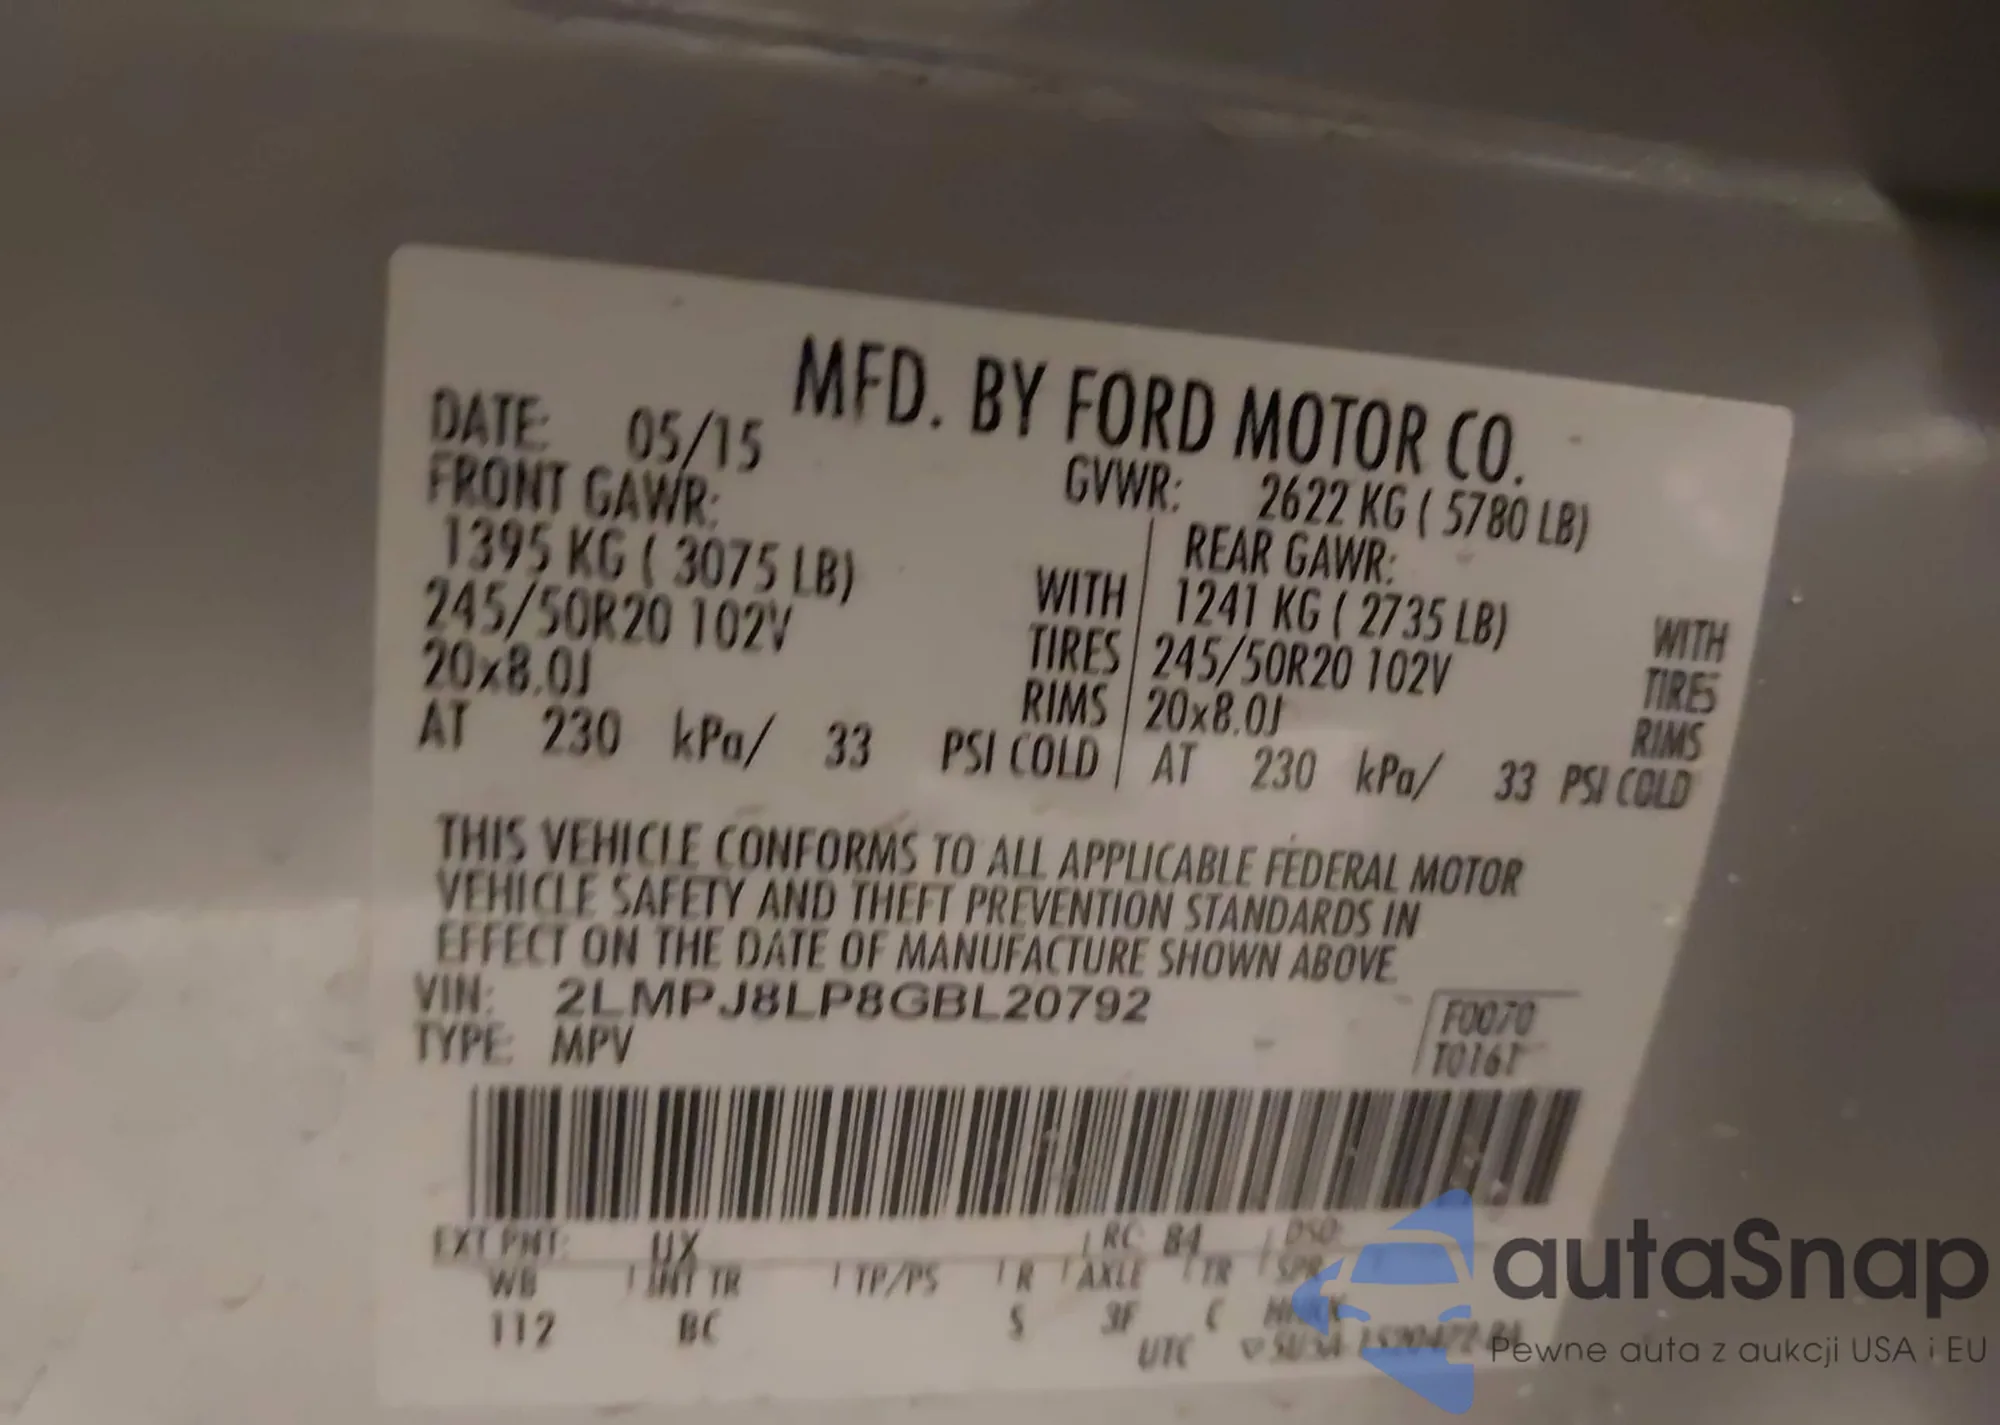 MFD. BY FORD MOTOR CO.
DATE: 05/15
GVWR: 2622 KG ( 5780 LB)
FRONT GAWR:
REAR GAWR:
1395 KG ( 3075 LB) WITH
1241 KG ( 2735 LB) WITH
245/50R20 102V TIRES
245/50R20 102V TIRES
20x8.0J RIMS
20x8.0J RIMS
AT 230 kPa/ 33 PSI COLD
AT 230 kPa/ 33 PSI COLD
THIS VEHICLE CONFORMS TO ALL APPLICABLE FEDERAL MOTOR
VEHICLE SAFETY AND THEFT PREVENTION STANDARDS IN
EFFECT ON THE DATE OF MANUFACTURE SHOWN ABOVE
VIN: 2LMPJ8LP8GBL20792
TYPE: MPV
F0070
T0161
EXT PNT: UX RC: 84 DSO:
WB INT TR TP/PS R AXLE TR SPR
112 BC S 3F C
UTC
autaSnap
Pewne auta z aukcji USA i EU